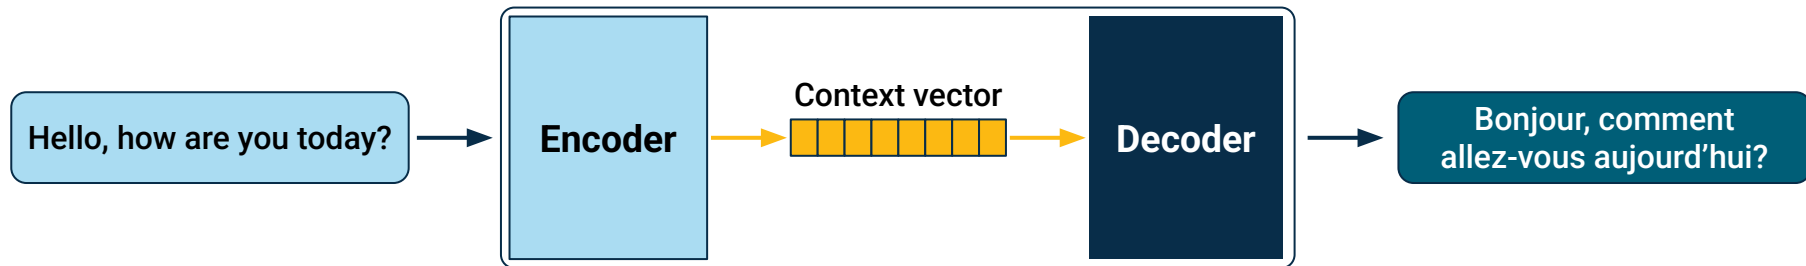 Hello, how are you today?
Encoder
Context vector
Decoder
Bonjour, comment
allez-vous aujourd’hui?